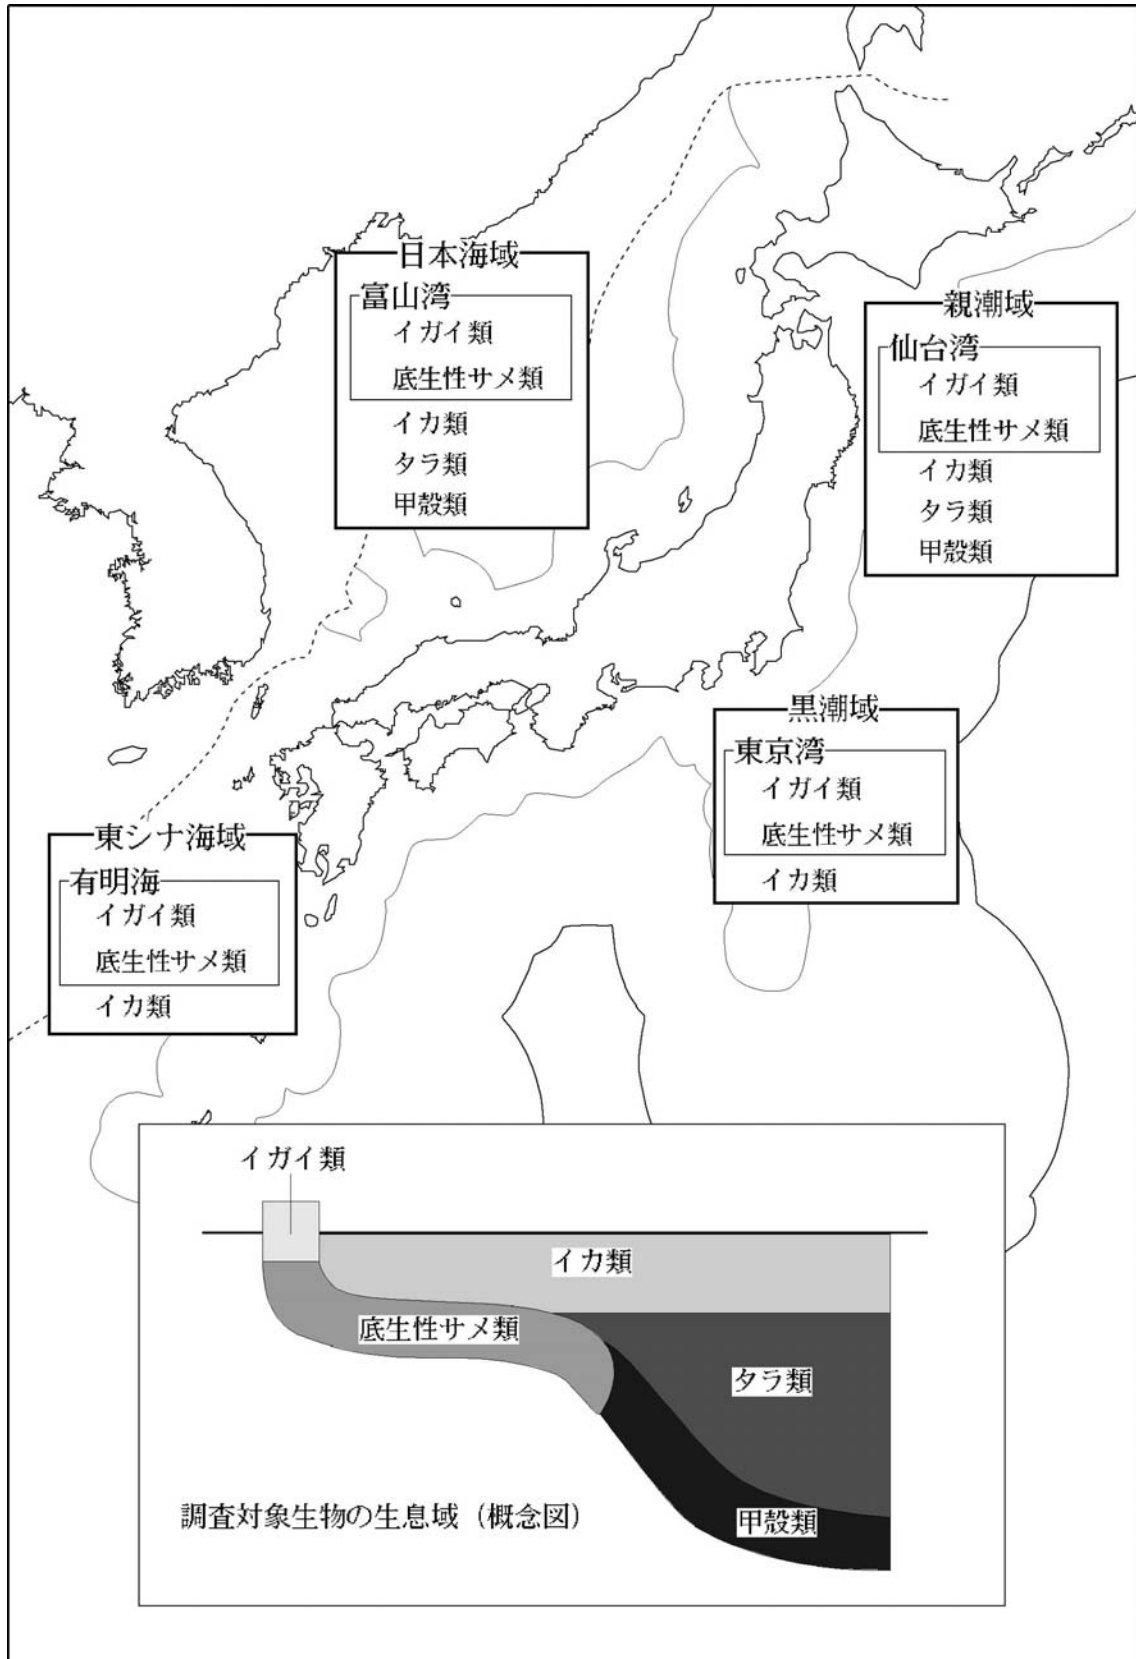 日本海域
富山湾
イガイ類
底生性サメ類
イカ類
タラ類
甲殻類
親潮域
仙台湾
イガイ類
底生性サメ類
イカ類
タラ類
甲殻類
黒潮域
東京湾
イガイ類
底生性サメ類
イカ類
東シナ海域
有明海
イガイ類
底生性サメ類
イカ類
イガイ類
イカ類
底生性サメ類
タラ類
甲殻類
調査対象生物の生息域（概念図）